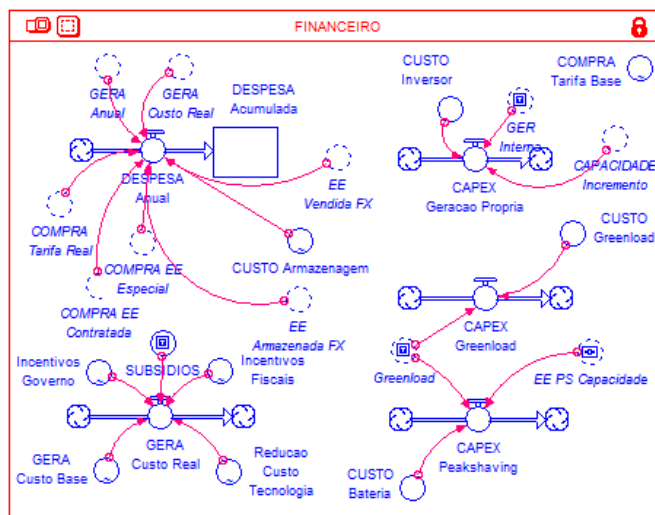 FINANCEIRO
GERA
Anual
GERA
Custo Real
DESPESA
Acumulada
DESPESA
Anual
EE
Vendida FX
COMPRA
Tarifa Real
COMPRA EE
Especial
CUSTO Armazenagem
COMPRA EE
Contratada
EE
Armazenada FX
CUSTO
Inversor
COMPRA
Tarifa Base
GER
Interna
CAPACIDADE
Incremento
CAPEX
Geracao Propria
CUSTO
Greenload
CAPEX
Greenload
Greenload
EE PS Capacidade
CAPEX
Peakshaving
CUSTO
Bateria
Incentivos
Governo
SUBSIDIOS
Incentivos
Fiscais
GERA
Custo Base
GERA
Custo Real
Reducao
Custo
Tecnologia